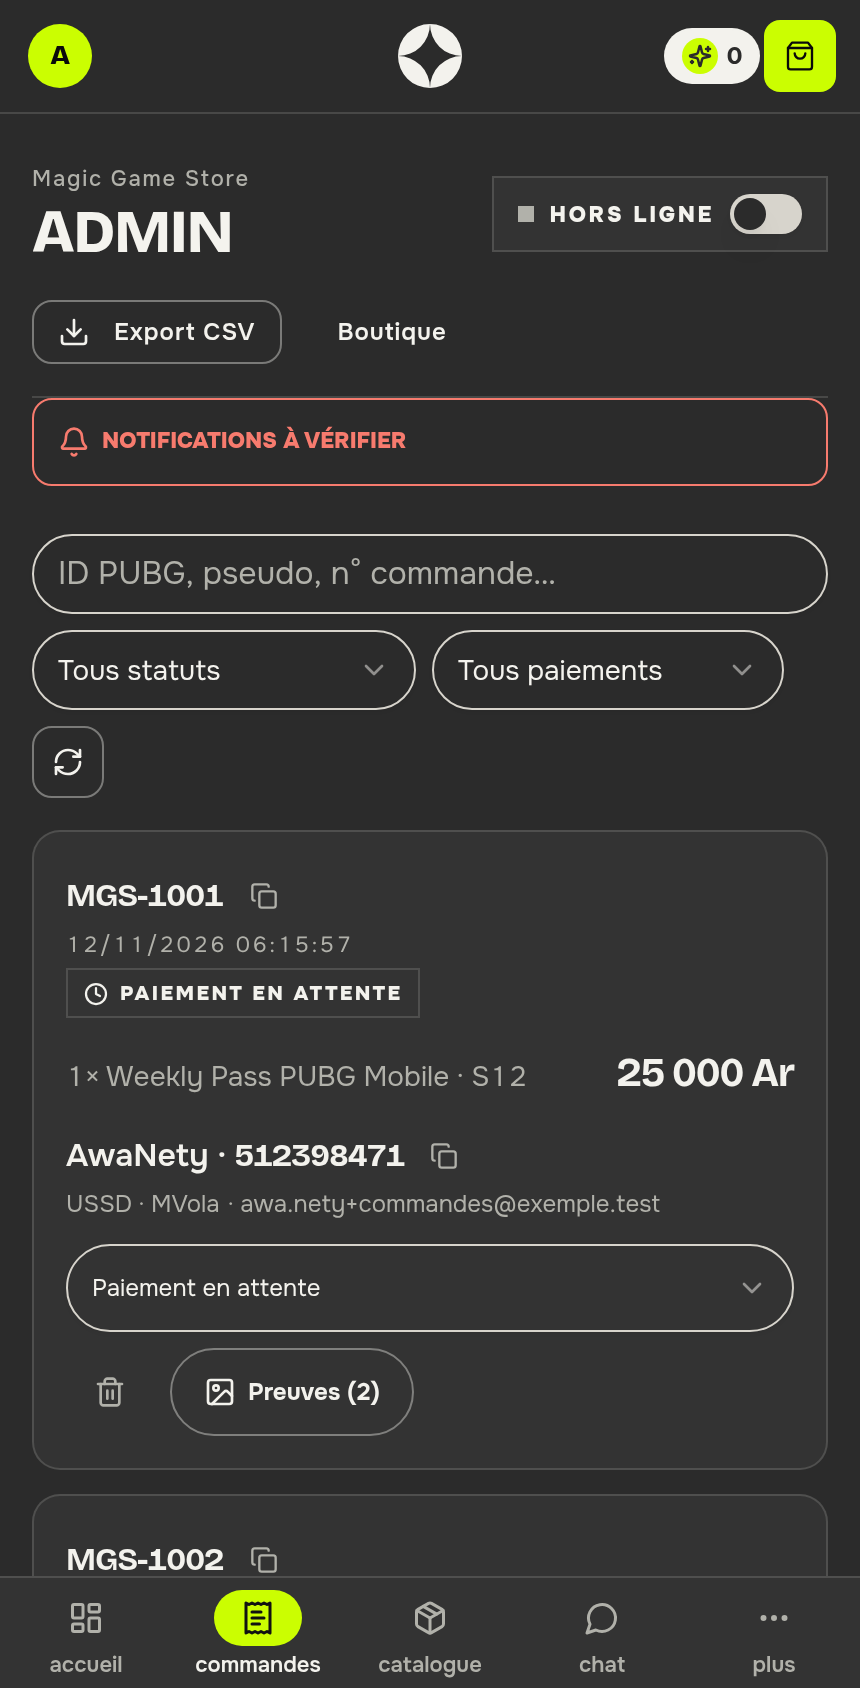 A
0
Magic Game Store
ADMIN
HORS LIGNE
Export CSV
Boutique
NOTIFICATIONS À VÉRIFIER
ID PUBG, pseudo, n° commande...
Tous statuts
Tous paiements
MGS-1001
12/11/2026 06:15:57
PAIEMENT EN ATTENTE
1× Weekly Pass PUBG Mobile · S12
25 000 Ar
AwaNety · 512398471
USSD · MVola · awa.nety+commandes@exemple.test
Paiement en attente
Preuves (2)
MGS-1002
accueil
commandes
catalogue
chat
plus